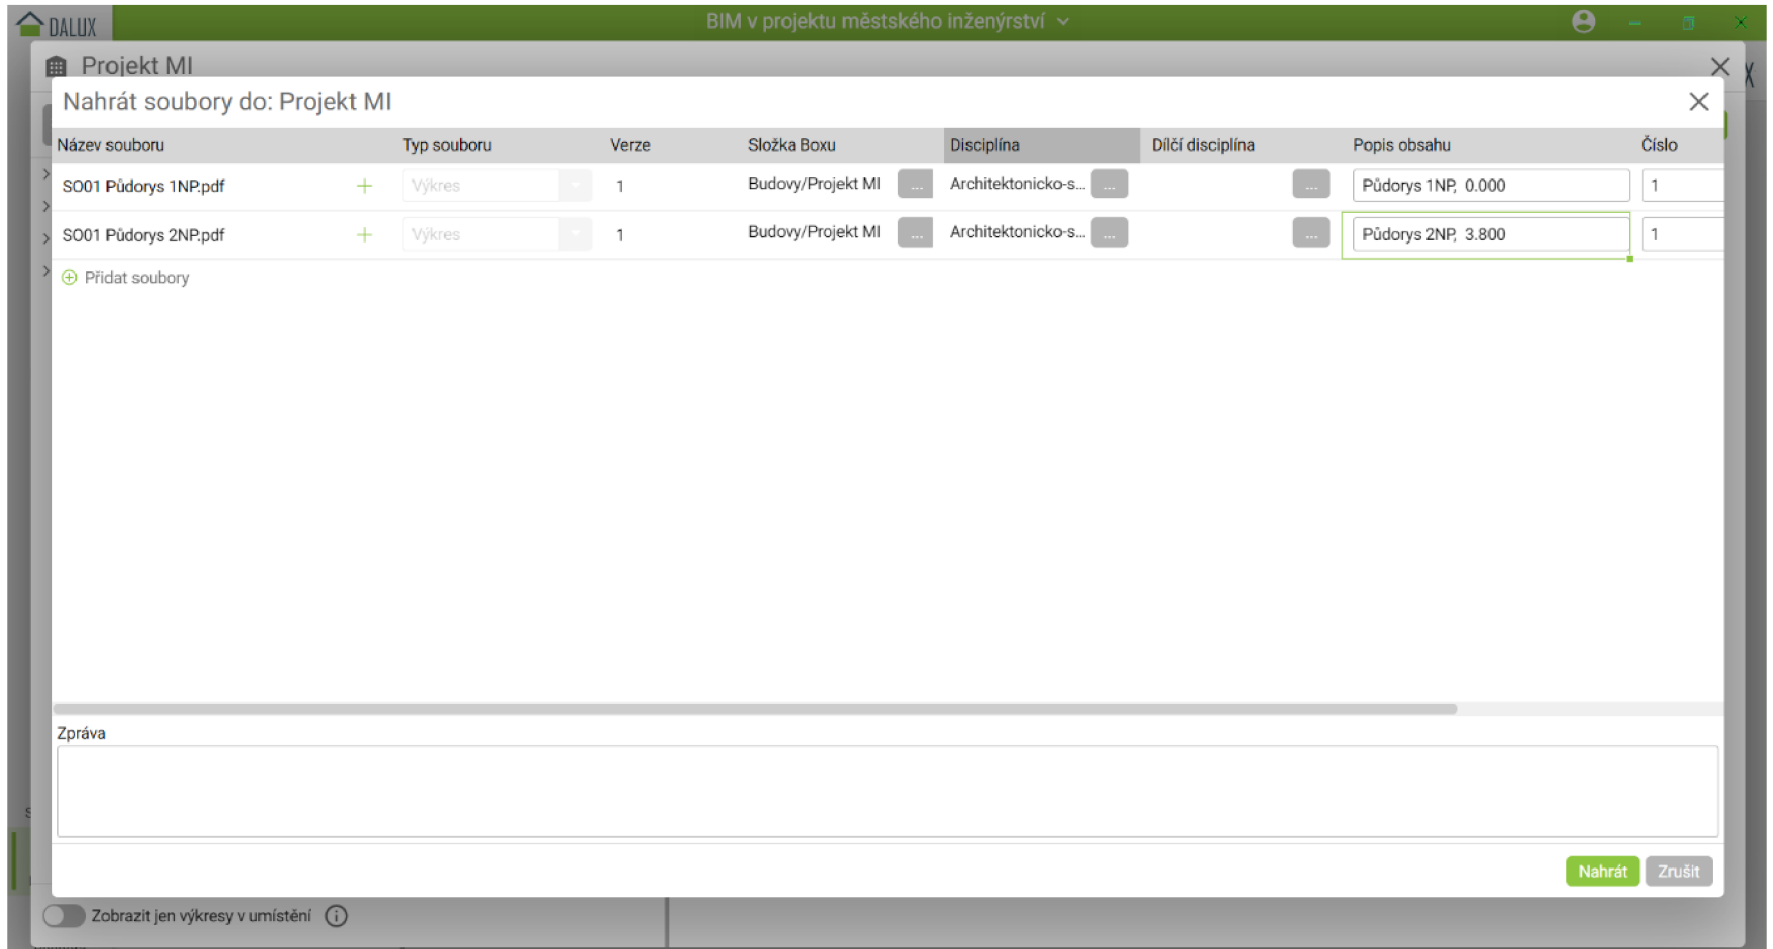 DALUX
BIM v projektu městského inženýrství
Projekt MI
Nahrát soubory do: Projekt MI
Název souboru Typ souboru Verze Složka Boxu Disciplína Dílčí disciplína Popis obsahu Číslo
SO01 Půdorys 1NP.pdf + Výkres 1 Budovy/Projekt MI ... Architektonicko-s... ... ... Půdorys 1NP, 0.000 1
SO01 Půdorys 2NP.pdf + Výkres 1 Budovy/Projekt MI ... Architektonicko-s... ... ... Půdorys 2NP, 3.800 1
Přidat soubory
Zpráva
Nahrát Zrušit
Zobrazit jen výkresy v umístění